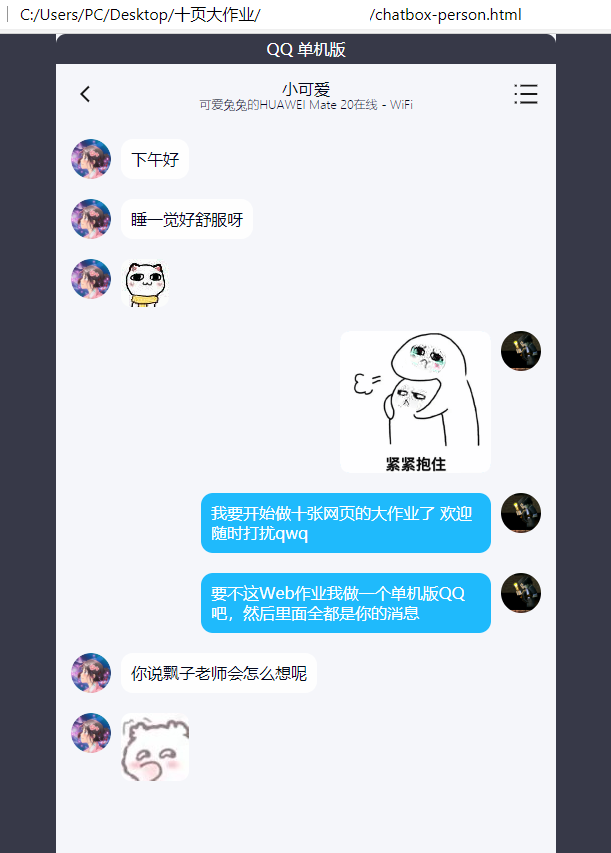 C:/Users/PC/Desktop/十页大作业/ /chatbox-person.html
QQ 单机版
小可爱
可爱兔兔的HUAWEI Mate 20在线 - WiFi
下午好
睡一觉好舒服呀
紧紧抱住
我要开始做十张网页的大作业了 欢迎
随时打扰qwq
要不这Web作业我做一个单机版QQ
吧，然后里面全都是你的消息
你说飘子老师会怎么想呢